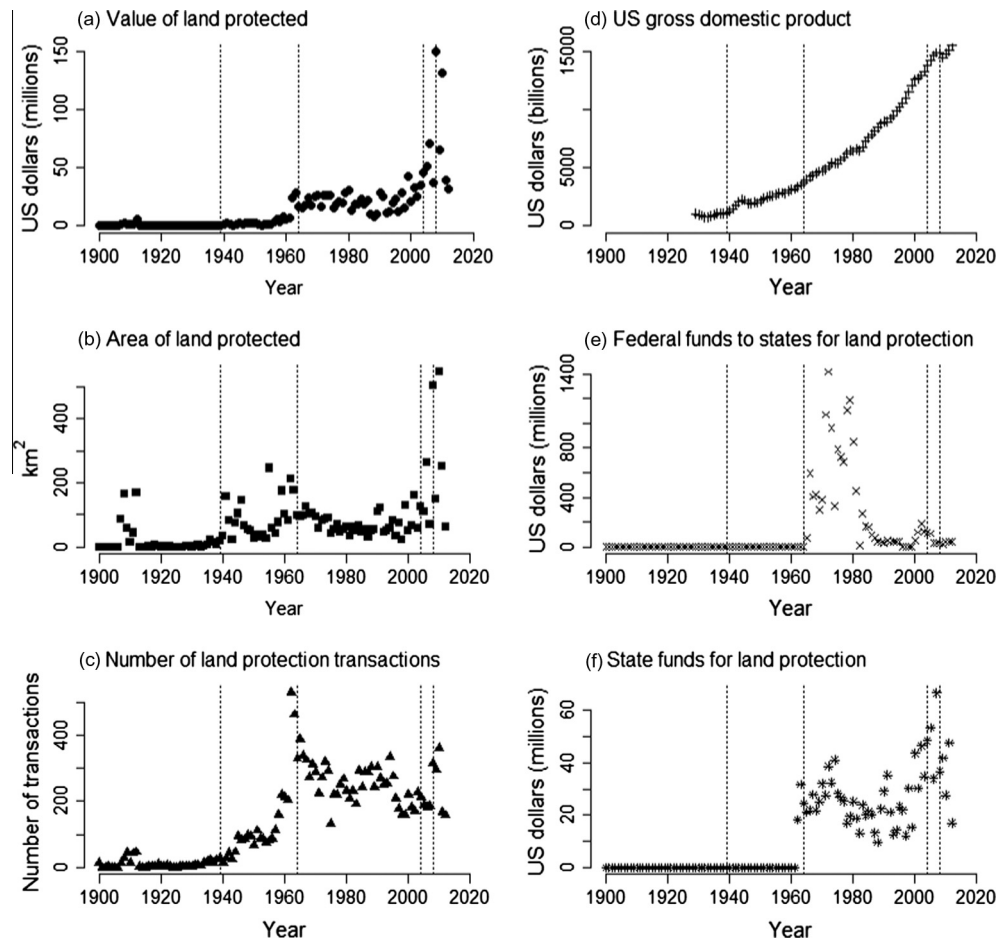 (a) Value of land protected
US dollars (millions)
0 50 100 150
1900 1920 1940 1960 1980 2000 2020
Year
(b) Area of land protected
km2
0 200 400
1900 1920 1940 1960 1980 2000 2020
Year
(c) Number of land protection transactions
Number of transactions
0 200 400
1900 1920 1940 1960 1980 2000 2020
Year
(d) US gross domestic product
US dollars (billions)
0 5000 15000
1900 1920 1940 1960 1980 2000 2020
Year
(e) Federal funds to states for land protection
US dollars (millions)
0 400 800 1400
1900 1920 1940 1960 1980 2000 2020
Year
(f) State funds for land protection
US dollars (millions)
0 20 40 60
1900 1920 1940 1960 1980 2000 2020
Year